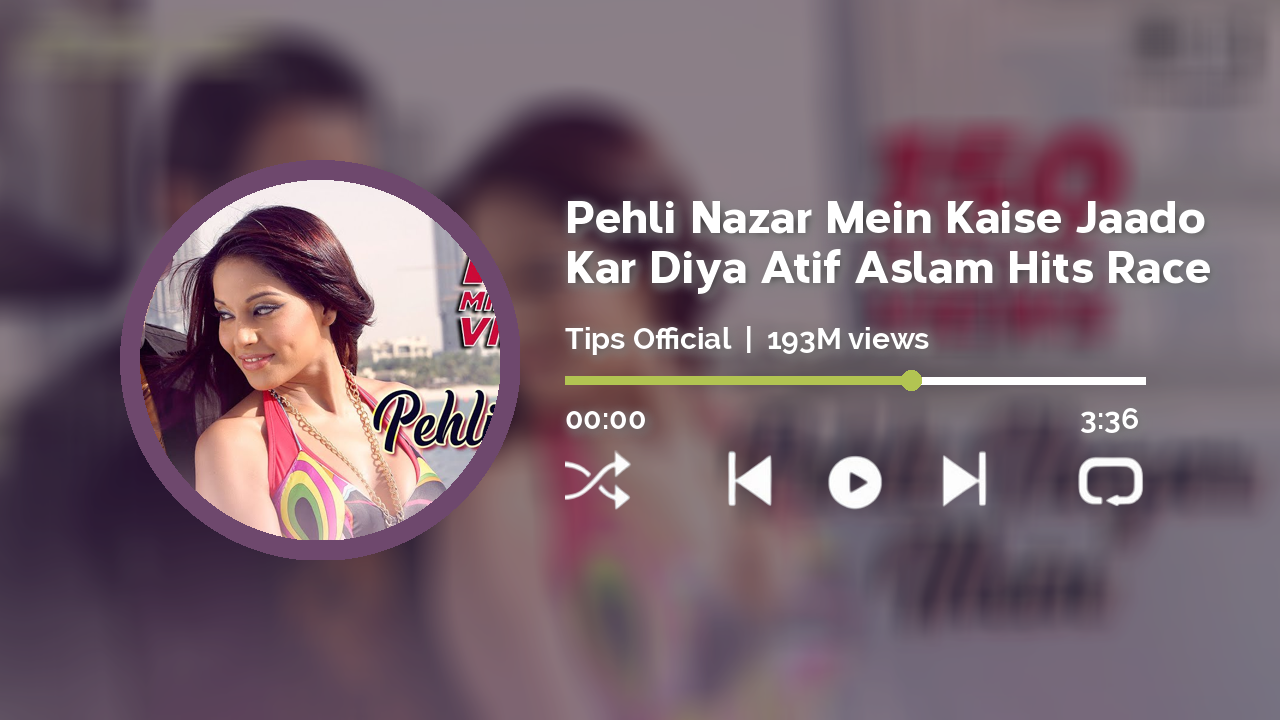 Pehli Nazar Mein Kaise Jaado
Kar Diya Atif Aslam Hits Race
Tips Official | 193M views
00:00
3:36
Pehli
150